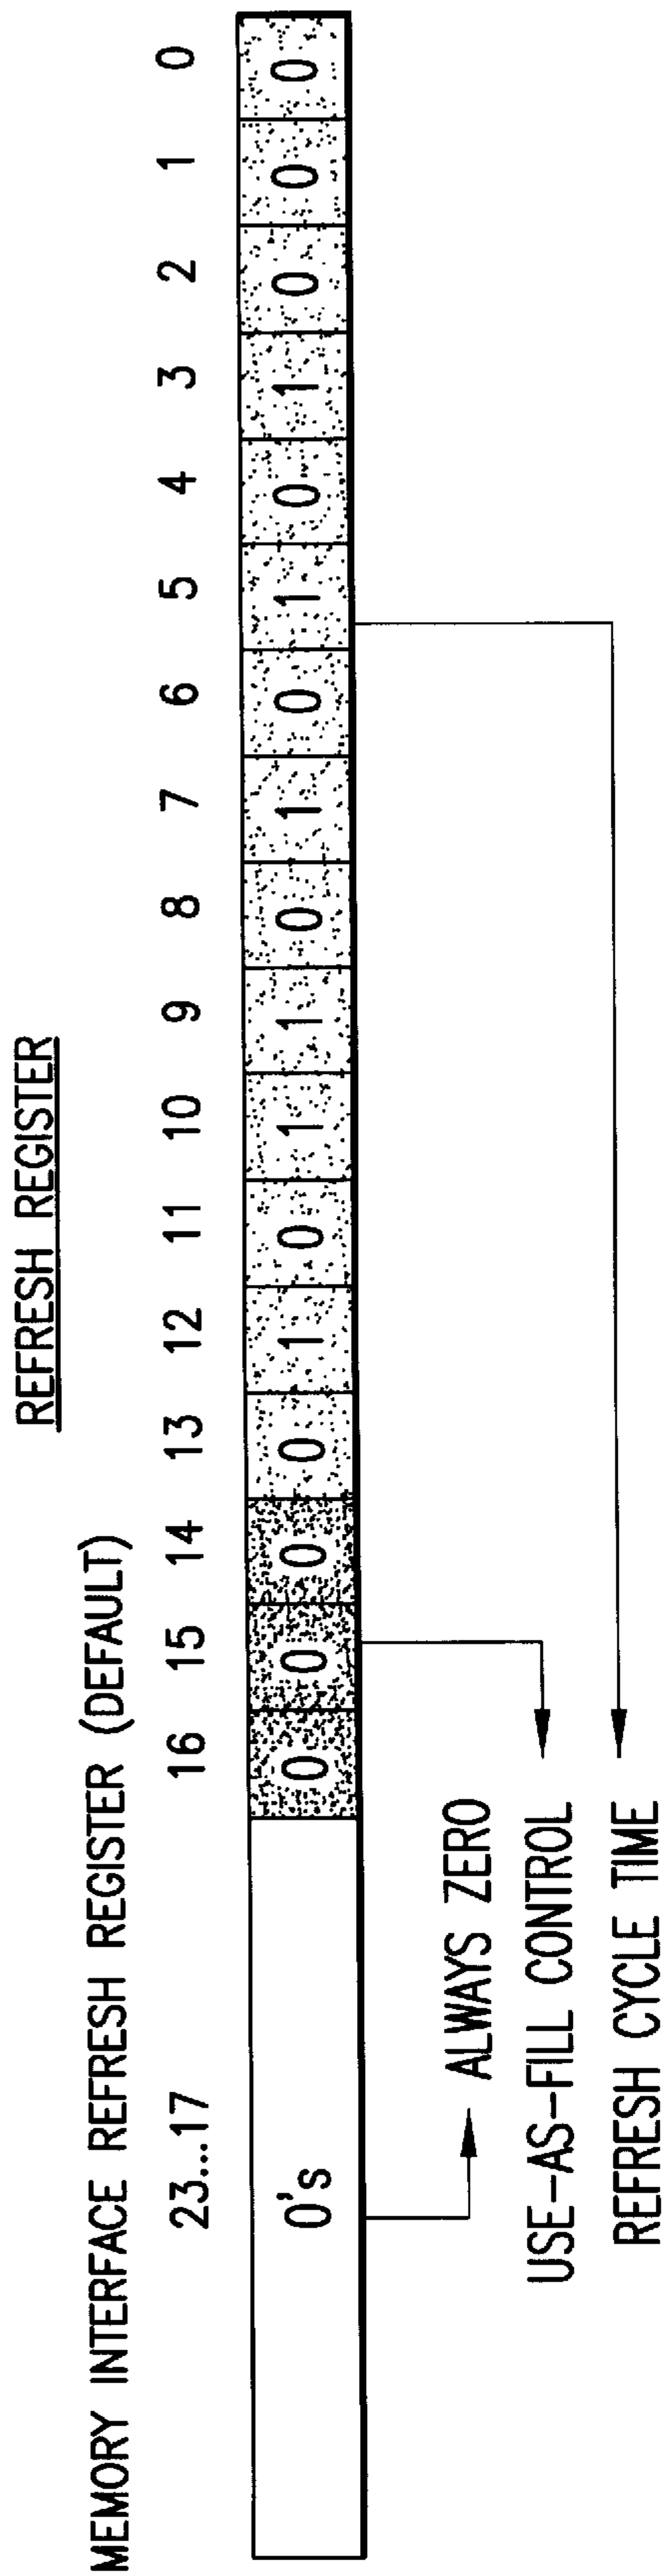 REFRESH REGISTER
MEMORY INTERFACE REFRESH REGISTER (DEFAULT)
23...17 16 15 14 13 12 11 10 9 8 7 6 5 4 3 2 1 0
0's 0 0 0 0 1 0 1 1 0 1 0 1 0 1 0 0 0
ALWAYS ZERO
USE-AS-FILL CONTROL
REFRESH CYCLE TIME